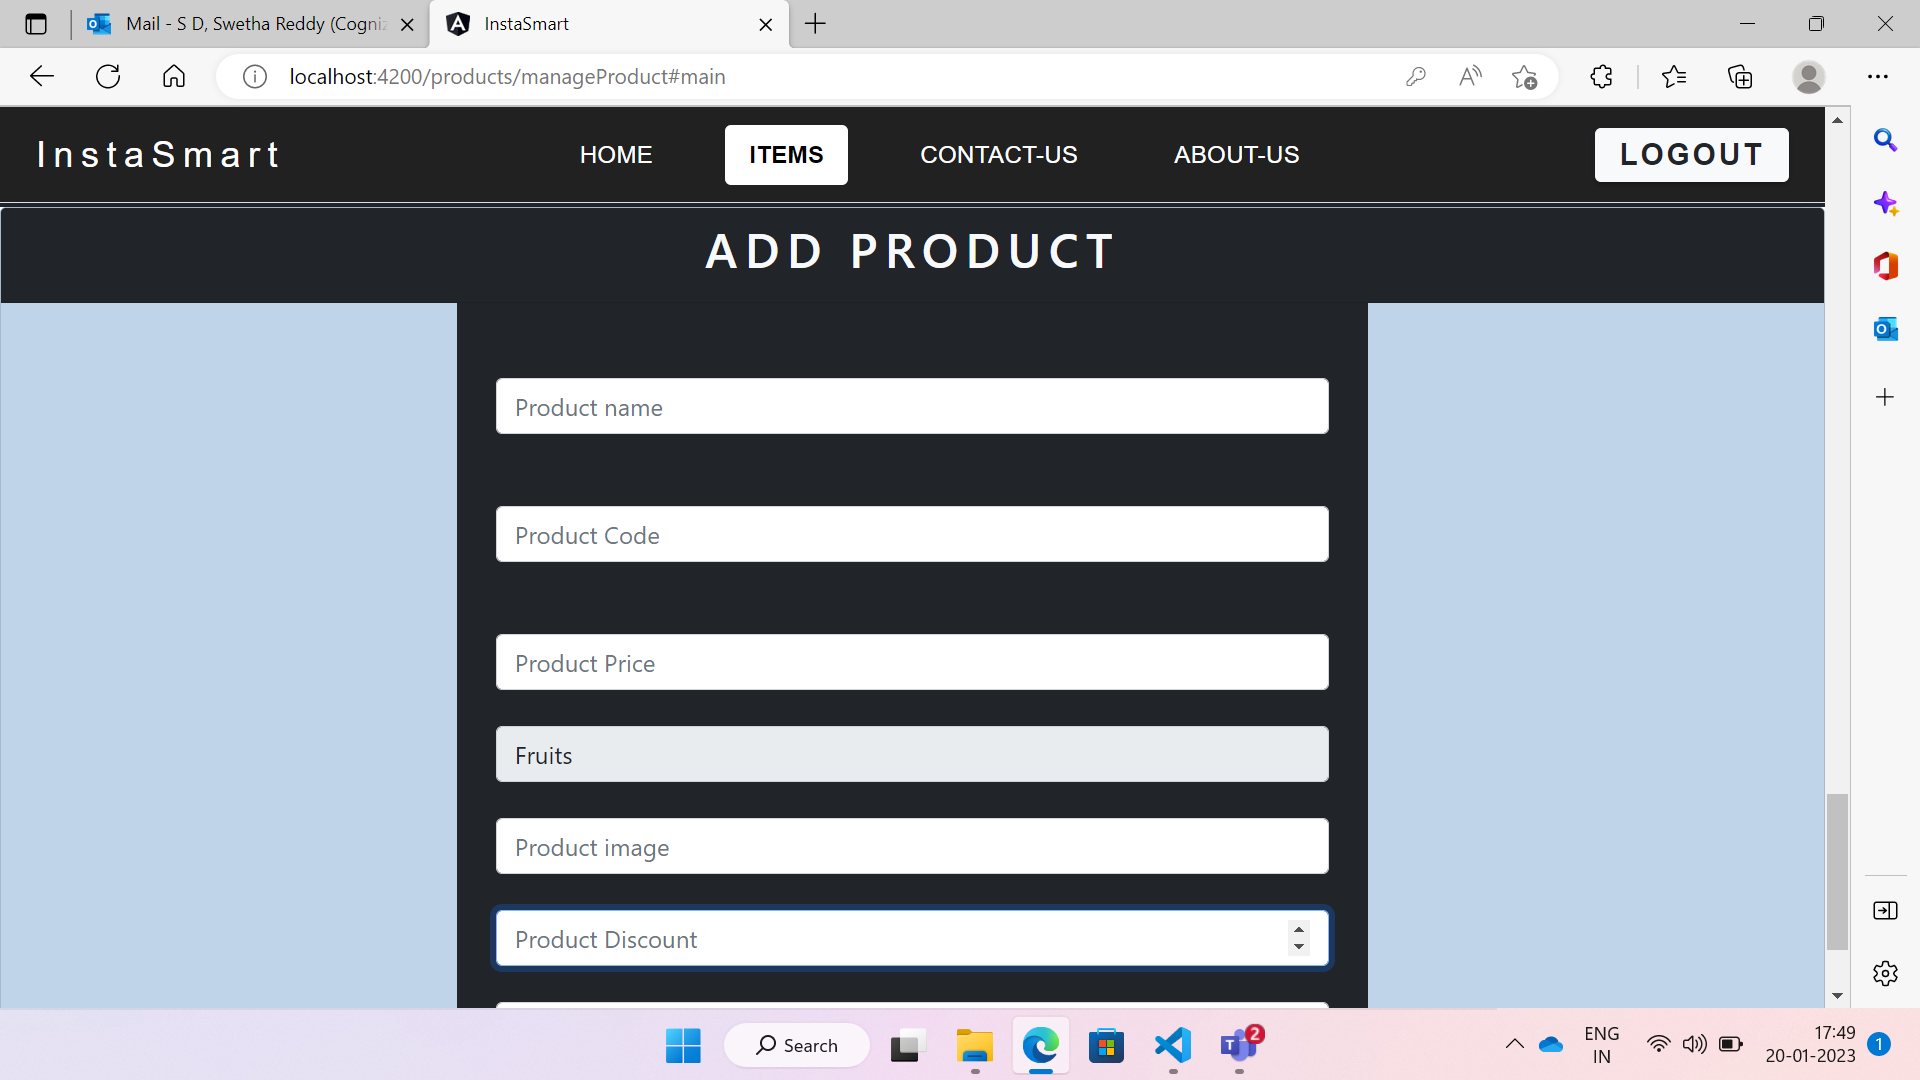 Mail - S D, Swetha Reddy (Cogniz
InstaSmart
localhost:4200/products/manageProduct#main
InstaSmart
HOME
ITEMS
CONTACT-US
ABOUT-US
LOGOUT
ADD PRODUCT
Product name
Product Code
Product Price
Fruits
Product image
Product Discount
Search
2
ENG
IN
17:49
20-01-2023
1